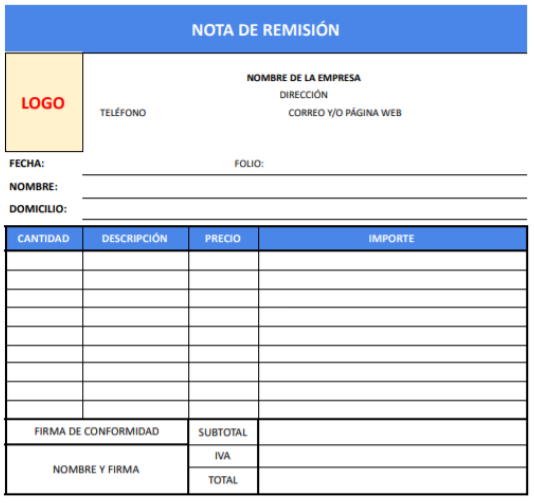 NOTA DE REMISIÓN
LOGO
NOMBRE DE LA EMPRESA
DIRECCIÓN
TELÉFONO CORREO Y/O PÁGINA WEB
FECHA: FOLIO:
NOMBRE:
DOMICILIO:
CANTIDAD DESCRIPCIÓN PRECIO IMPORTE
FIRMA DE CONFORMIDAD SUBTOTAL
IVA
NOMBRE Y FIRMA
TOTAL